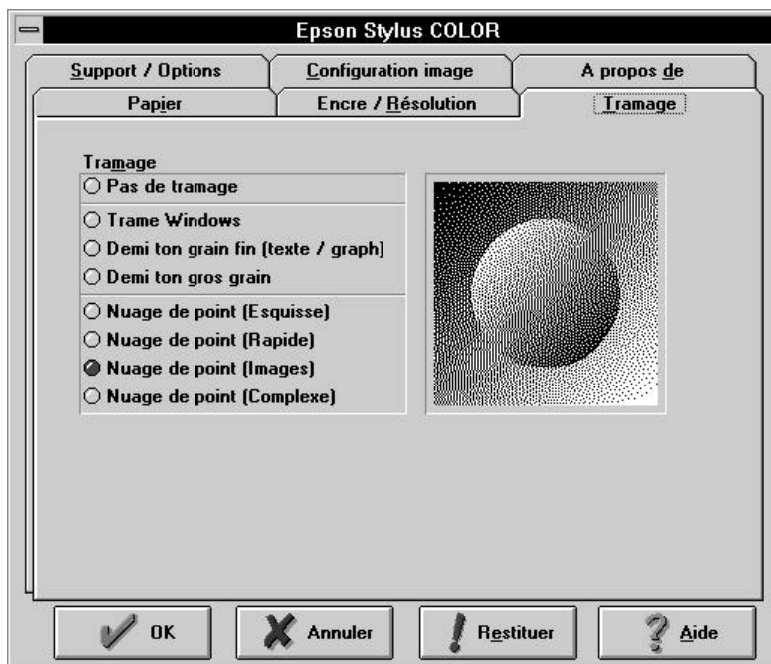 Epson Stylus COLOR
Support / Options
Configuration image
A propos de
Papier
Encre / Résolution
Tramage
Tramage
Pas de tramage
Trame Windows
Demi ton grain fin (texte / graph)
Demi ton gros grain
Nuage de point (Esquisse)
Nuage de point (Rapide)
Nuage de point (Images)
Nuage de point (Complexe)
OK
Annuler
Restituer
Aide